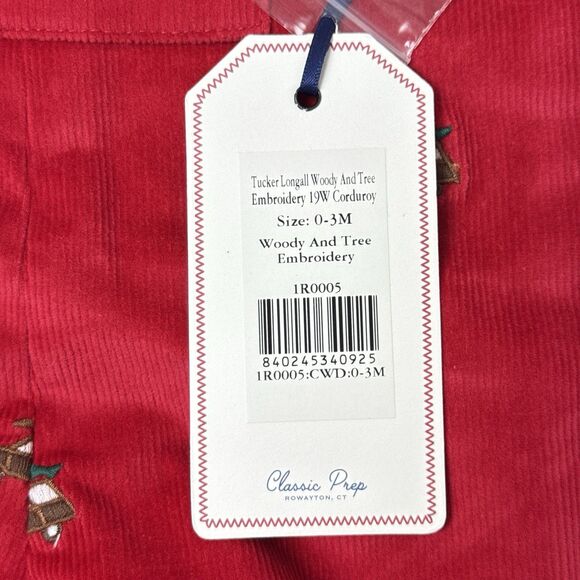 Tucker Longall Woody And Tree
Embroidery 19W Corduroy
Size: 0-3M
Woody And Tree
Embroidery
1R0005
840245340925
1R0005:CWD:0-3M
Classic Prep
ROWAYTON, CT